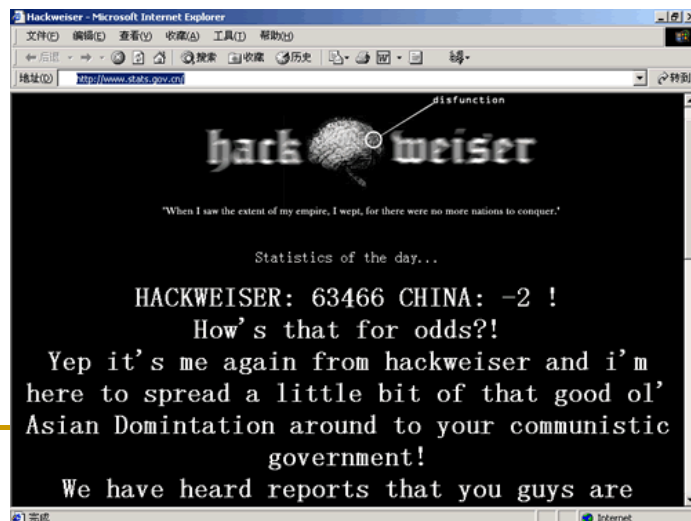 Hackweiser - Microsoft Internet Explorer
文件(F) 编辑(E) 查看(V) 收藏(A) 工具(T) 帮助(H)
后退 搜索 收藏 历史
地址(D) http://www.stats.gov.cn/ 转到
disfunction
hack weiser
"When I saw the extent of my empire, I wept, for there were no more nations to conquer."
Statistics of the day...
HACKWEISER: 63466 CHINA: -2 !
How's that for odds?!
Yep it's me again from hackweiser and i'm
here to spread a little bit of that good ol'
Asian Domintation around to your communistic
government!
We have heard reports that you guys are
完成 Internet